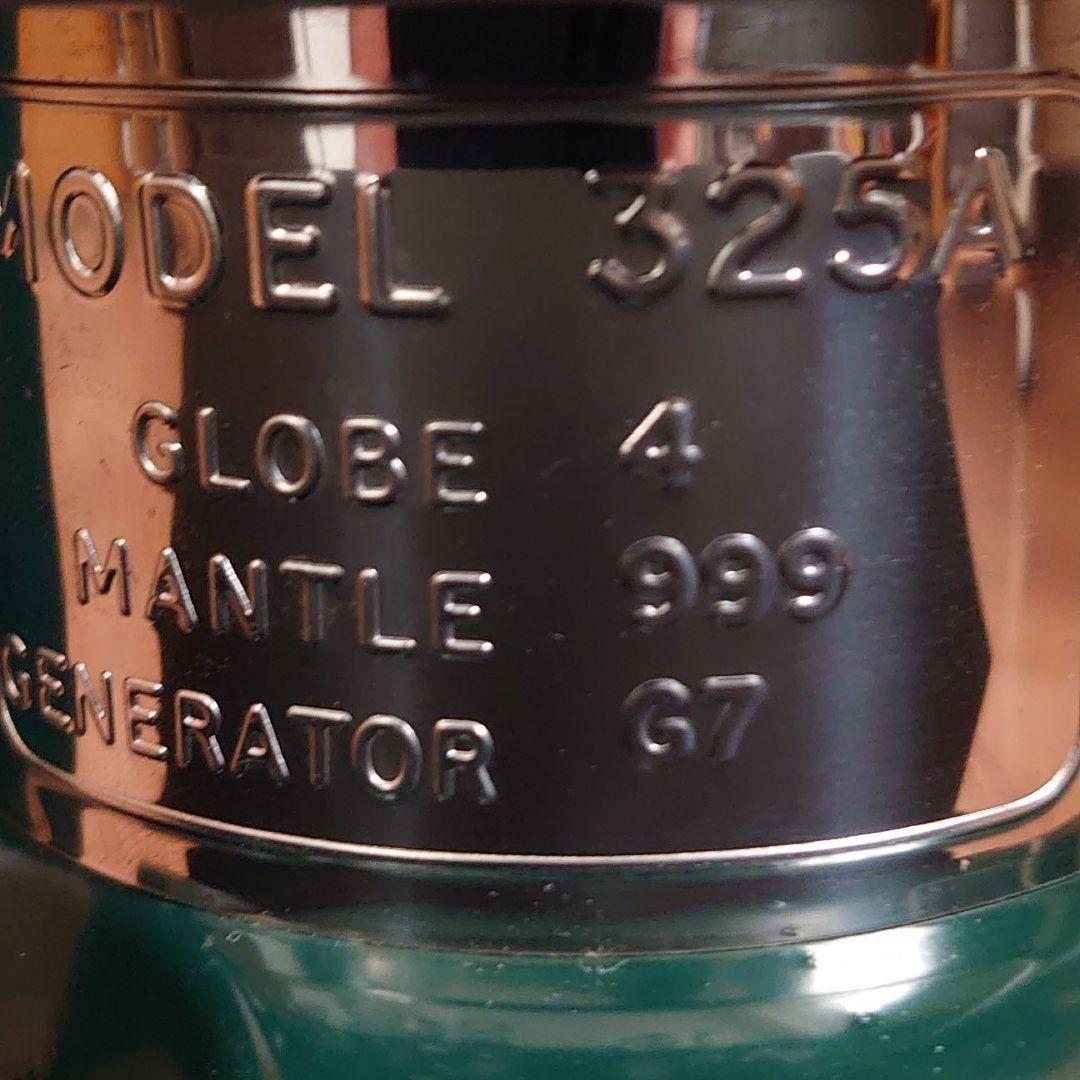 MODEL 325A
GLOBE 4
MANTLE 999
GENERATOR G7